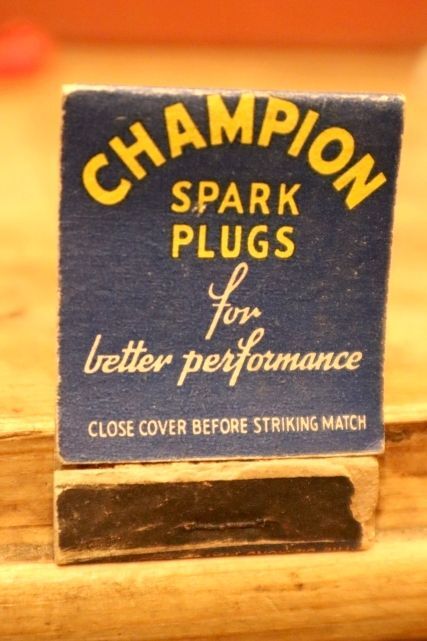 CHAMPION
SPARK
PLUGS
for
better performance
CLOSE COVER BEFORE STRIKING MATCH